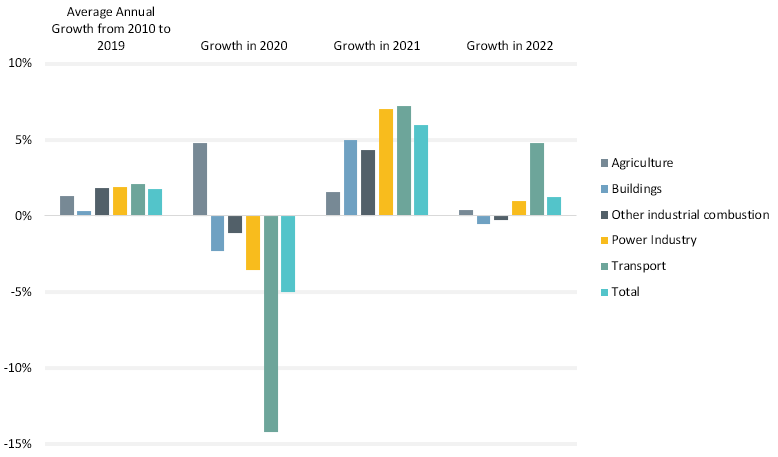 Average Annual
Growth from 2010 to
2019
Growth in 2020
Growth in 2021
Growth in 2022
10%
5%
0%
-5%
-10%
-15%
Agriculture
Buildings
Other industrial combustion
Power Industry
Transport
Total